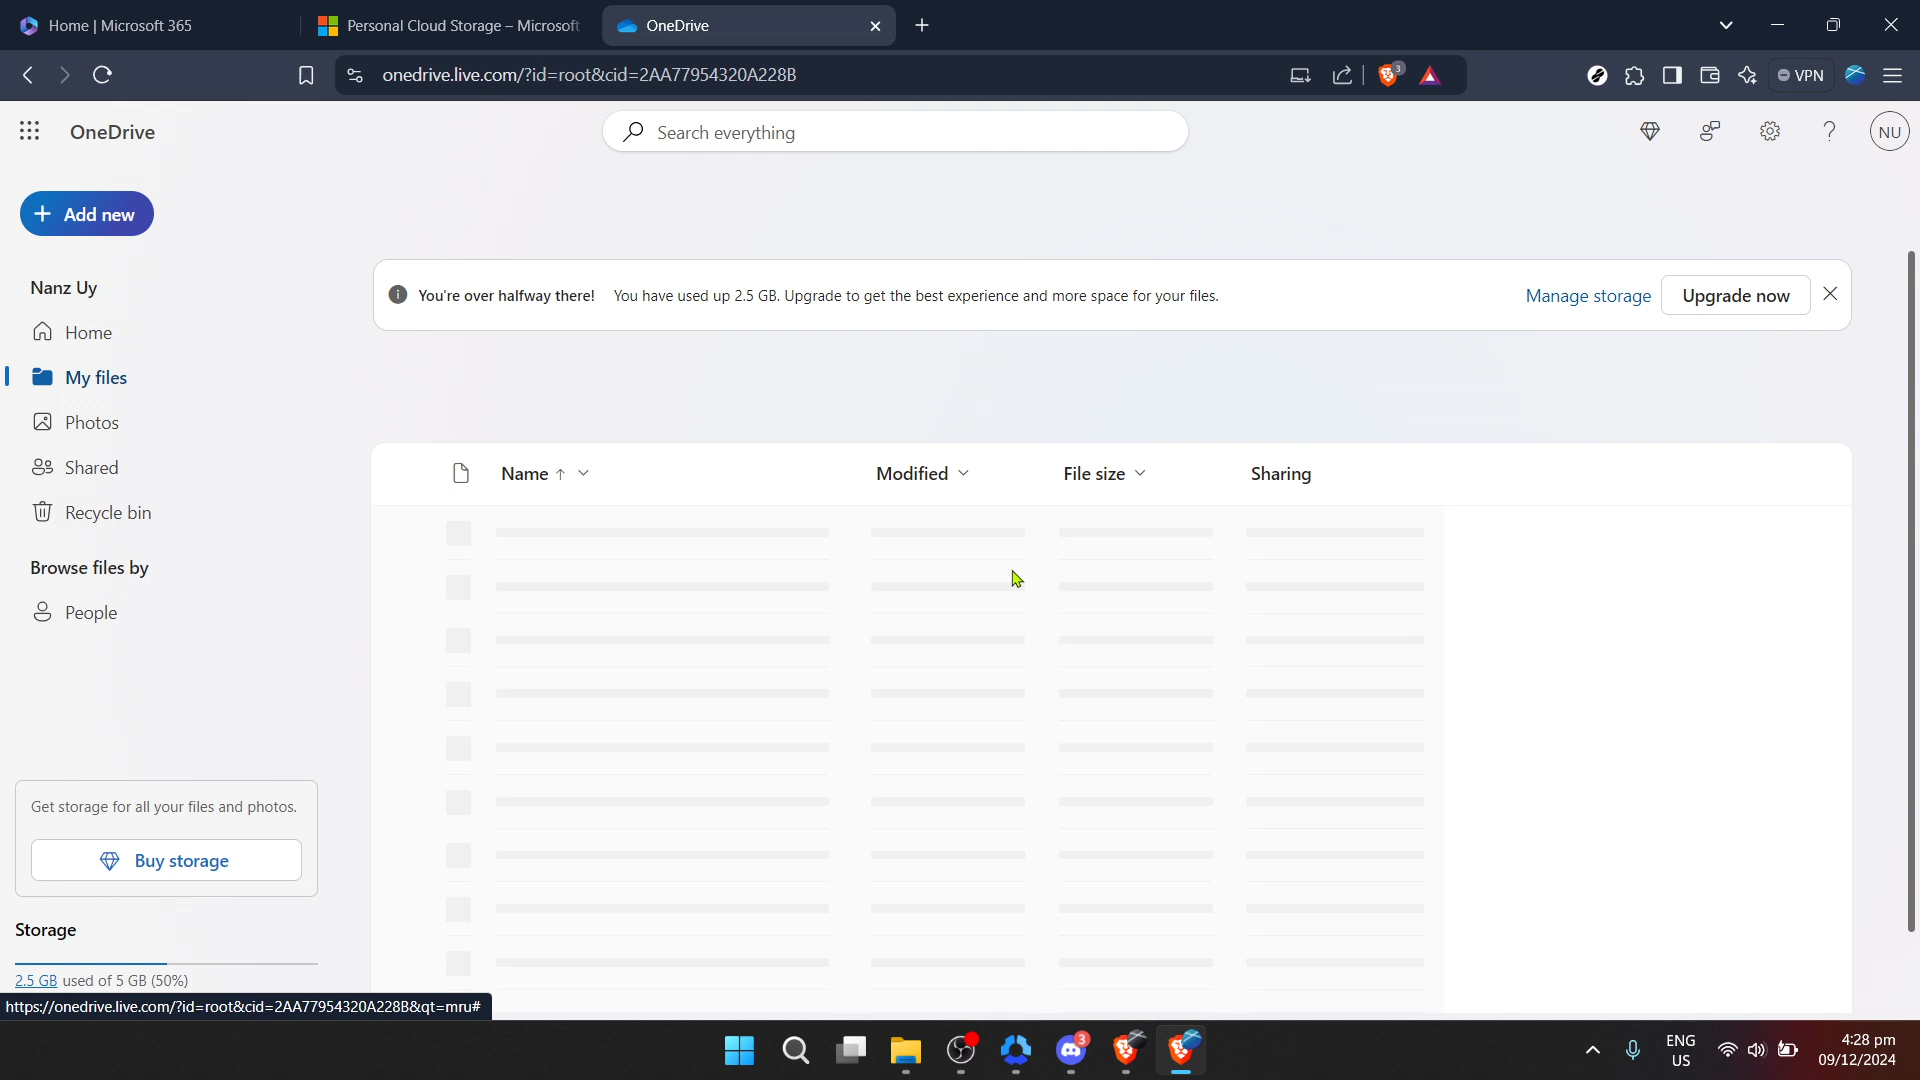 Home | Microsoft 365
Personal Cloud Storage – Microsoft
OneDrive
onedrive.live.com/?id=root&cid=2AA77954320A228B
3
VPN
OneDrive
Search everything
NU
Add new
Nanz Uy
Home
My files
Photos
Shared
Recycle bin
Browse files by
People
You're over halfway there! You have used up 2.5 GB. Upgrade to get the best experience and more space for your files.
Manage storage
Upgrade now
Name
Modified
File size
Sharing
Get storage for all your files and photos.
Buy storage
Storage
2.5 GB used of 5 GB (50%)
https://onedrive.live.com/?id=root&cid=2AA77954320A228B&qt=mru#
3
ENG
US
4:28 pm
09/12/2024